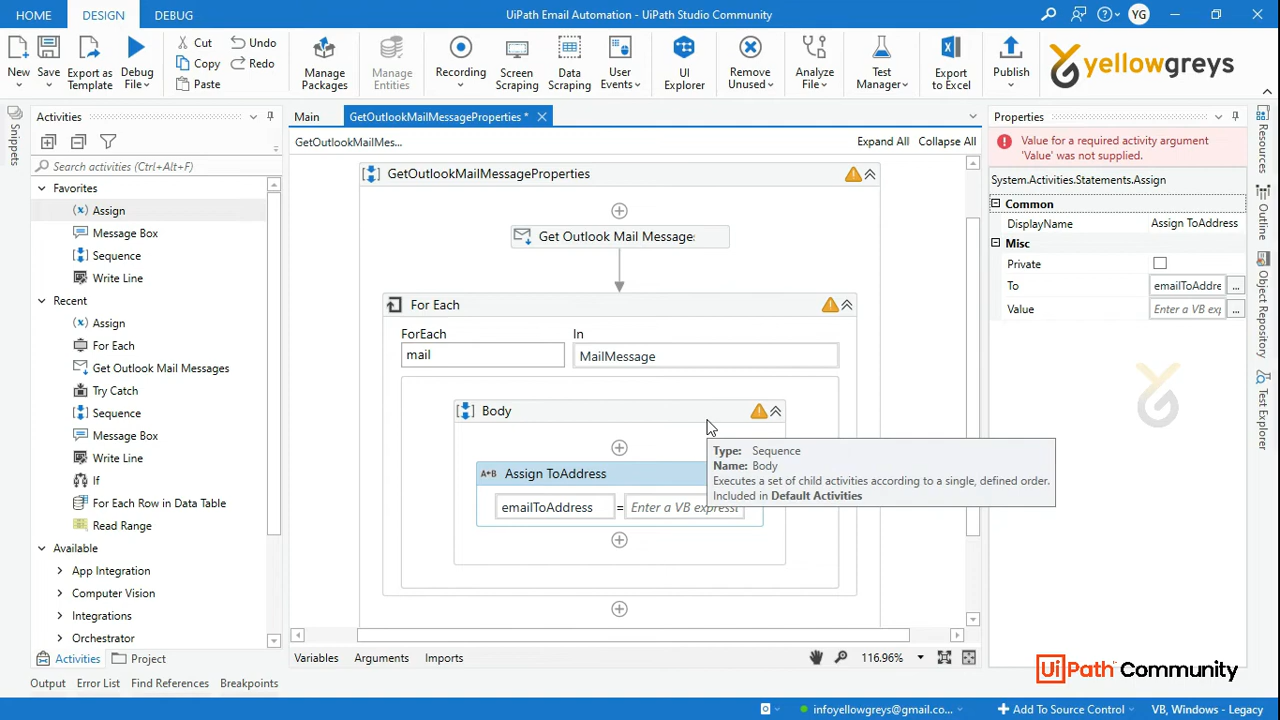 HOME DESIGN DEBUG UiPath Email Automation - UiPath Studio Community YG
New Save Export as Template Debug File Cut Copy Paste Undo Redo Manage Packages Manage Entities Recording Screen Scraping Data Scraping User Events UI Explorer Remove Unused Analyze File Test Manager Export to Excel Publish yellowgreys
Snippets
Activities
Search activities (Ctrl+Alt+F)
Favorites
Assign
Message Box
Sequence
Write Line
Recent
Assign
For Each
Get Outlook Mail Messages
Try Catch
Sequence
Message Box
Write Line
If
For Each Row in Data Table
Read Range
Available
App Integration
Computer Vision
Integrations
Orchestrator
Activities Project
Main GetOutlookMailMessageProperties *
GetOutlookMailMes... Expand All Collapse All
GetOutlookMailMessageProperties
Get Outlook Mail Message:
For Each
ForEach In
mail MailMessage
Body
Assign ToAddress
A*B
emailToAddress = Enter a VB expressi
Type: Sequence
Name: Body
Executes a set of child activities according to a single, defined order.
Included in Default Activities
Variables Arguments Imports 116.96%
Properties
Value for a required activity argument
'Value' was not supplied.
System.Activities.Statements.Assign
Common
DisplayName Assign ToAddress
Misc
Private
To emailToAddre ...
Value Enter a VB exp ...
Resources
Outline
Object Repository
Test Explorer
UiPath Community
Output Error List Find References Breakpoints
infoyellowgreys@gmail.co... Add To Source Control VB, Windows - Legacy